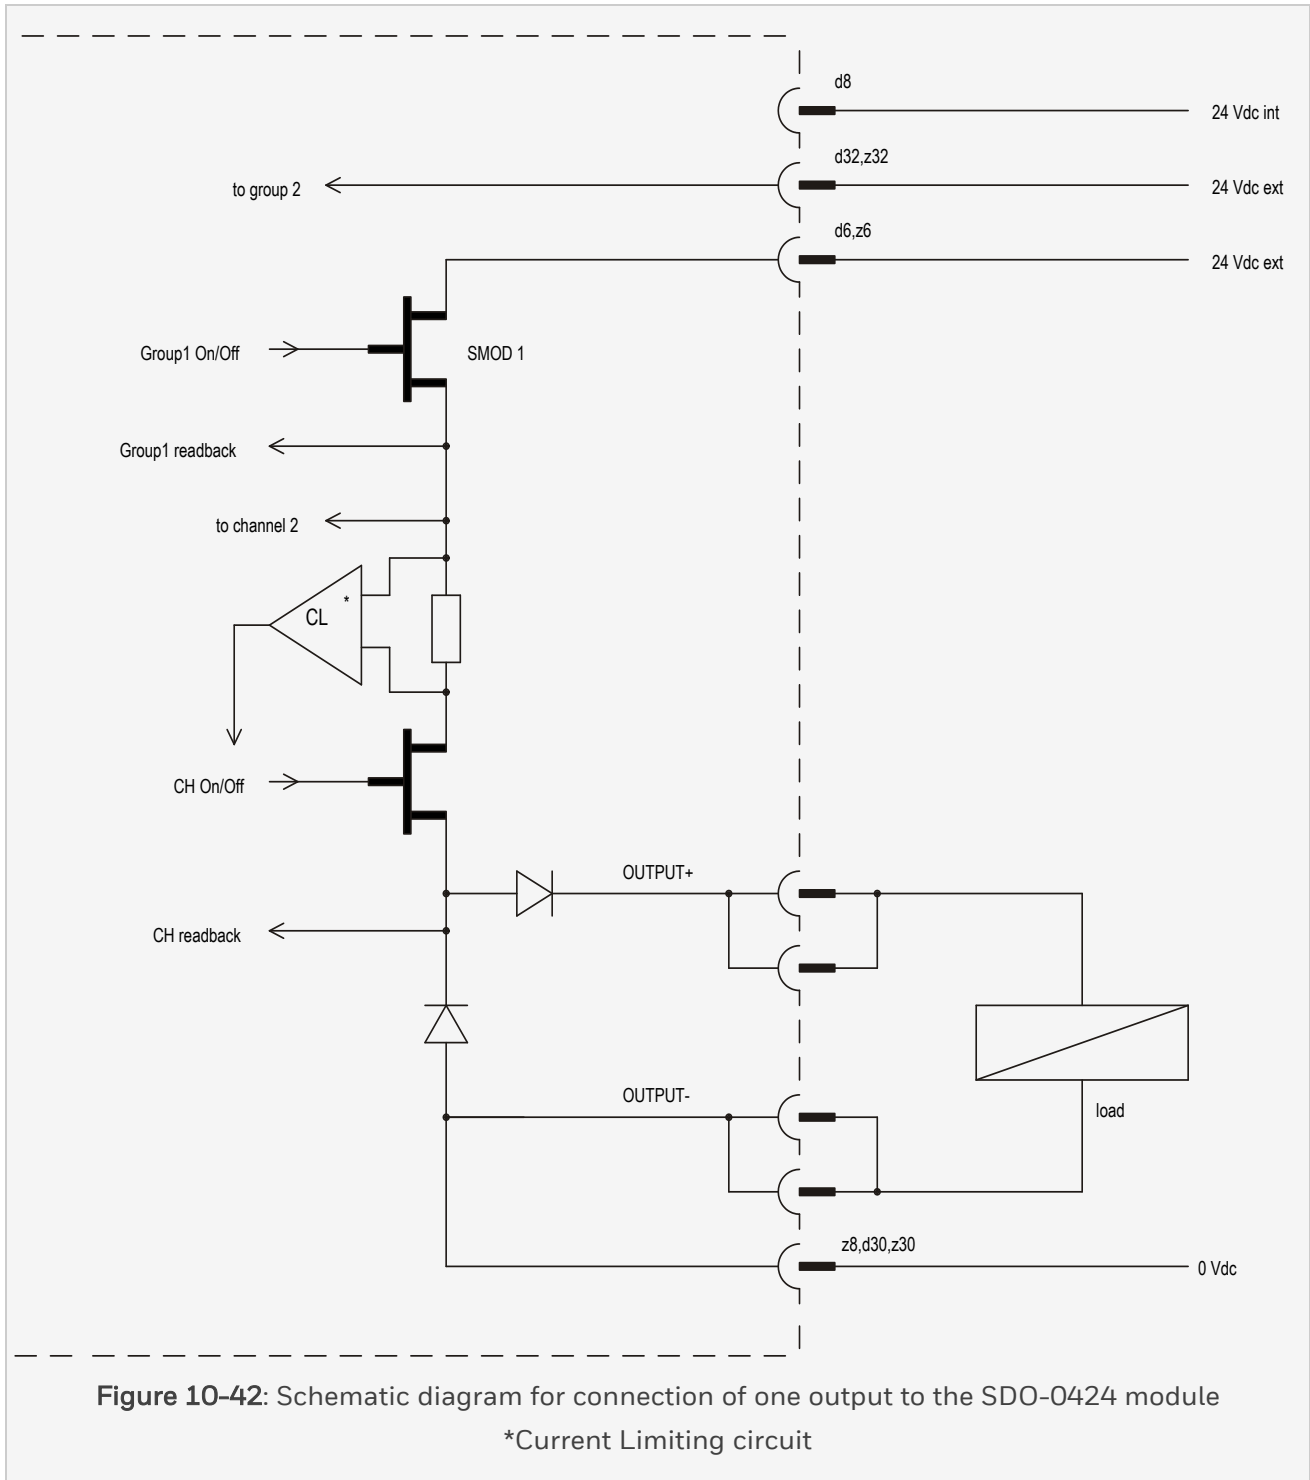 d8
24 Vdc int
d32,z32
to group 2
24 Vdc ext
d6,z6
24 Vdc ext
Group1 On/Off
SMOD 1
Group1 readback
to channel 2
*
CL
CH On/Off
OUTPUT+
CH readback
OUTPUT-
load
z8,d30,z30
0 Vdc
Figure 10-42: Schematic diagram for connection of one output to the SDO-0424 module
*Current Limiting circuit